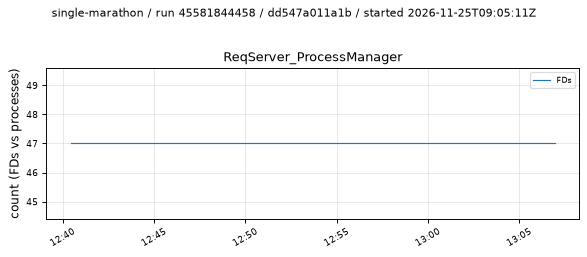 single-marathon / run 45581844458 / dd547a011a1b / started 2026-11-25T09:05:11Z
ReqServer_ProcessManager
count (FDs vs processes)
49
48
47
46
45
FDs
12:40
12:45
12:50
12:55
13:00
13:05